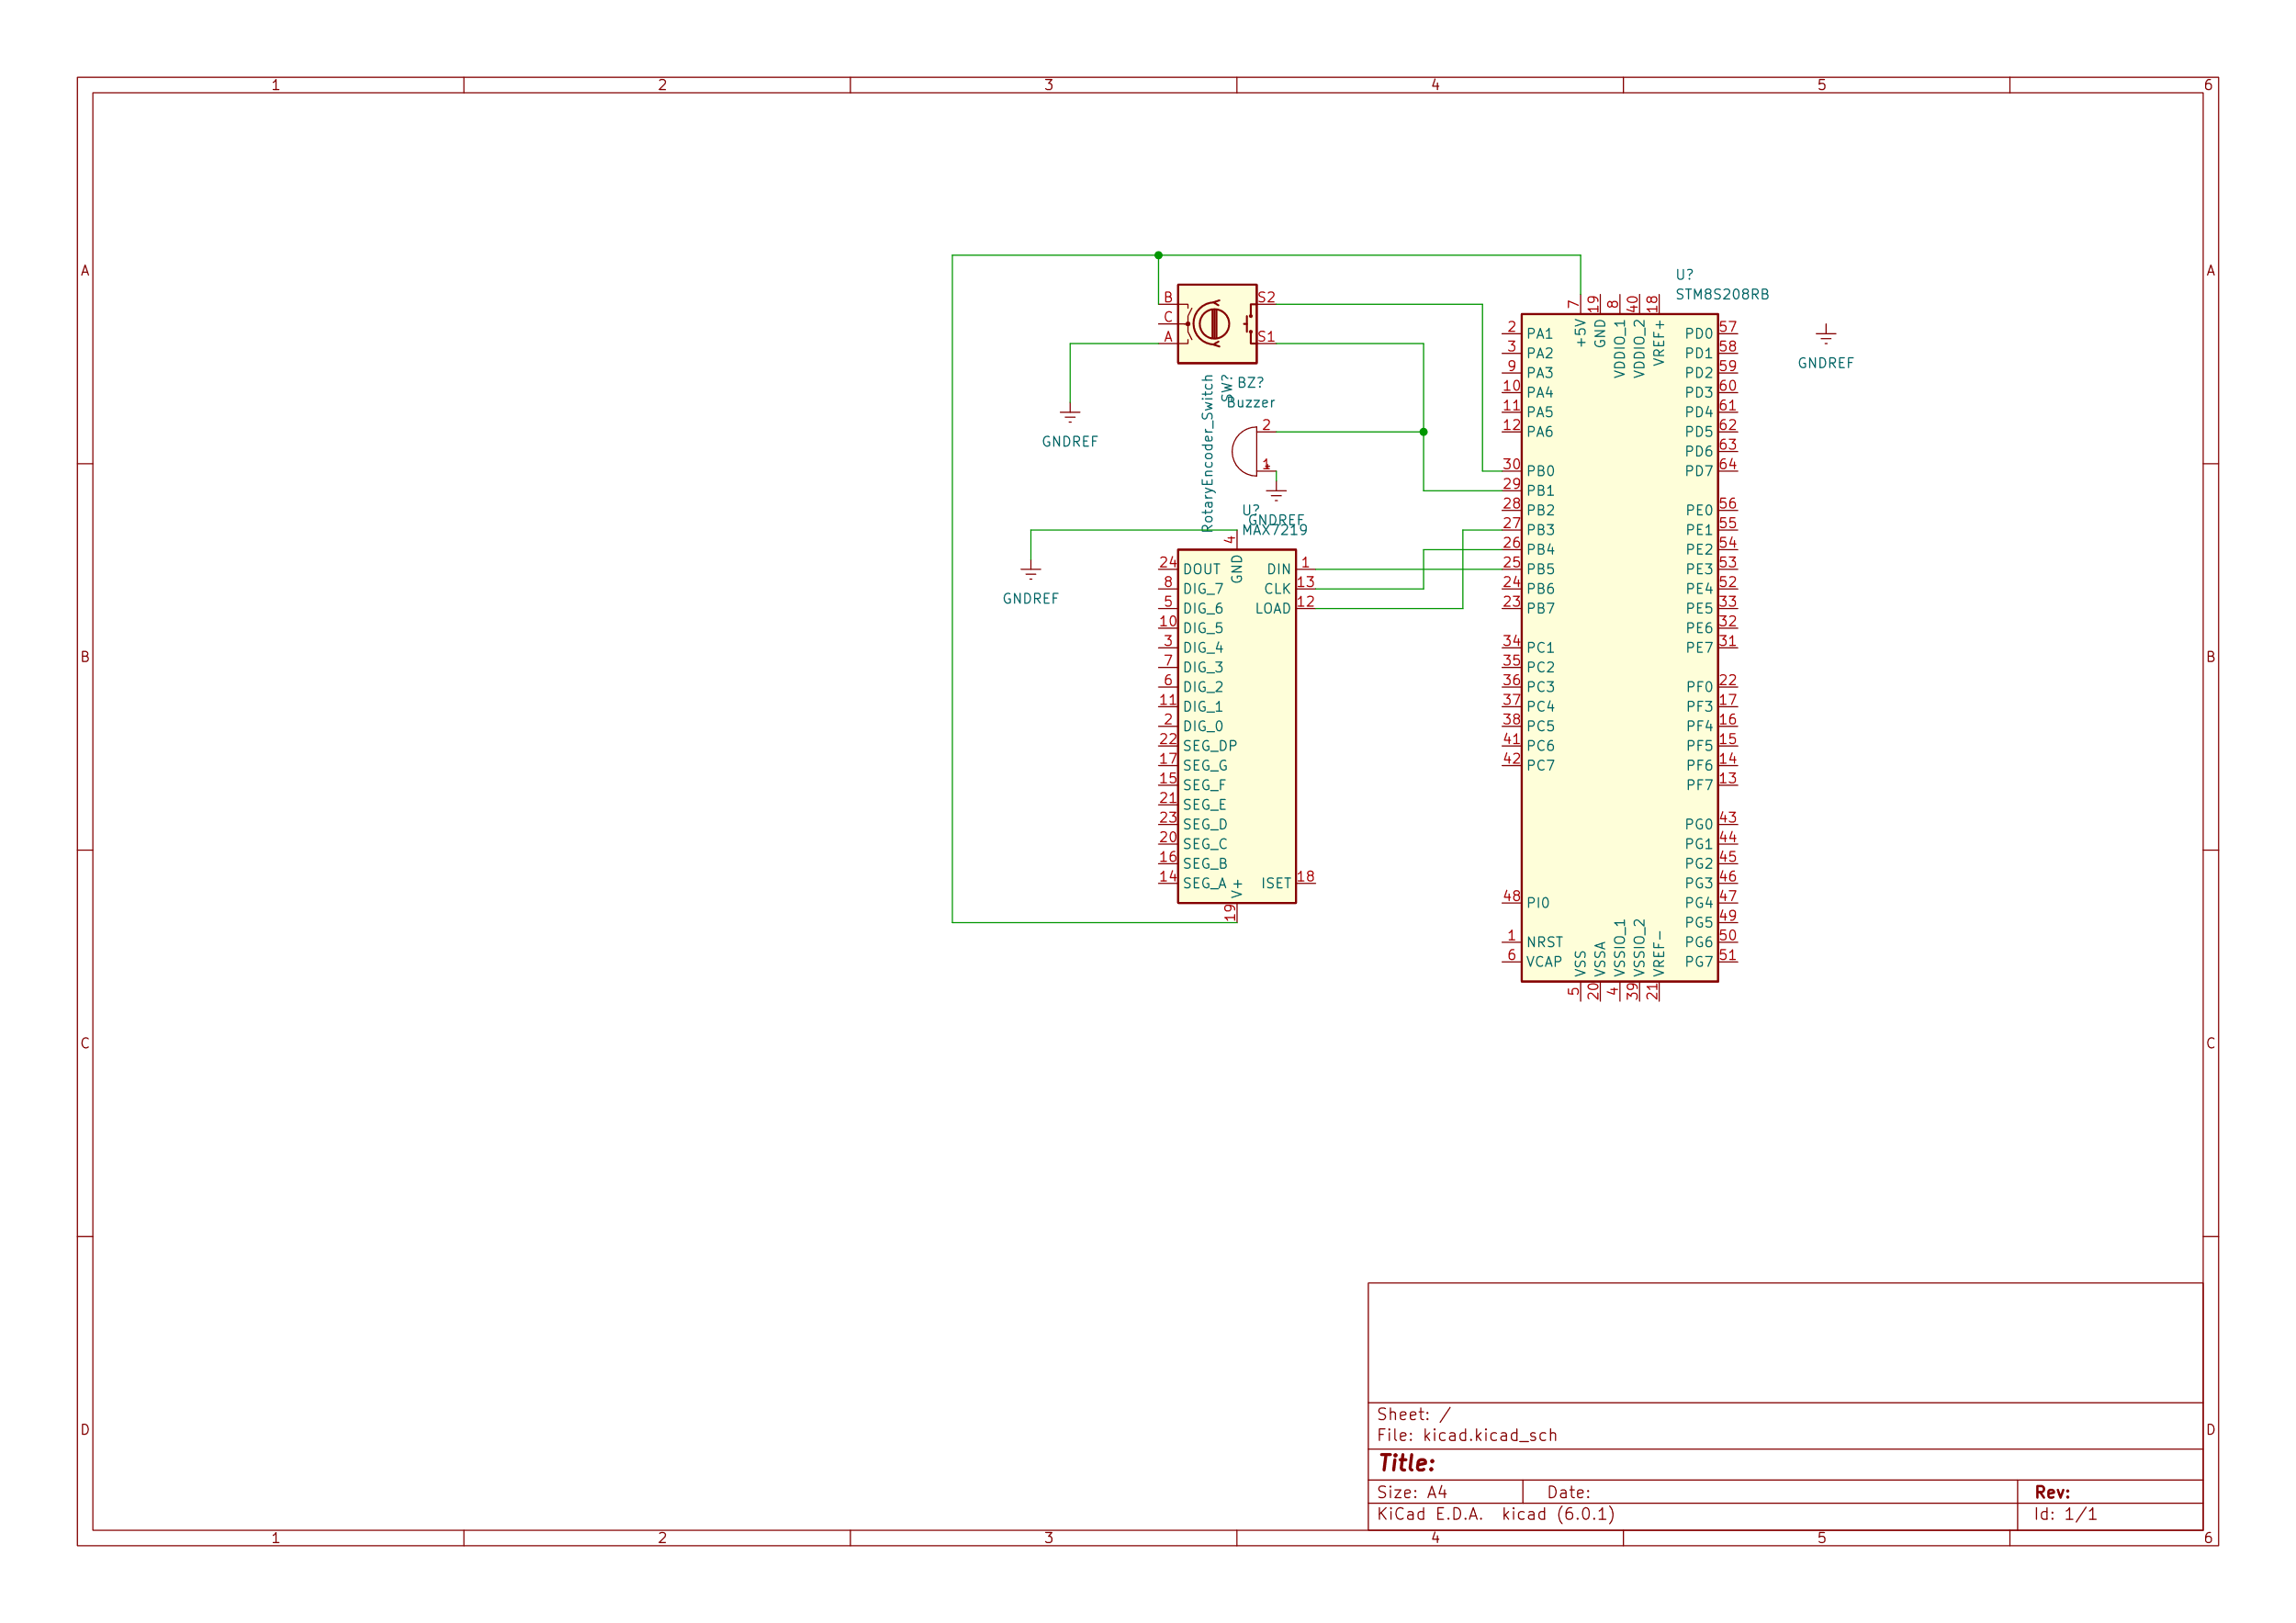 1 2 3 4 5 6
A A
B B
C C
D D
1 2 3 4 5 6
B
C
A
S2
S1
SW?
RotaryEncoder_Switch
GNDREF
BZ?
Buzzer
2
1
+
GNDREF
GNDREF
U?
MAX7219
4
GND
24 DOUT DIN 1
8 DIG_7 CLK 13
5 DIG_6 LOAD 12
10 DIG_5
3 DIG_4
7 DIG_3
6 DIG_2
11 DIG_1
2 DIG_0
22 SEG_DP
17 SEG_G
15 SEG_F
21 SEG_E
23 SEG_D
20 SEG_C
16 SEG_B
14 SEG_A ISET 18
V+
19
U?
STM8S208RB
7 19 8 40 18
+5V GND VDDIO_1 VDDIO_2 VREF+
2 PA1 PD0 57
3 PA2 PD1 58
9 PA3 PD2 59
10 PA4 PD3 60
11 PA5 PD4 61
12 PA6 PD5 62
PD6 63
30 PB0 PD7 64
29 PB1
28 PB2 PE0 56
27 PB3 PE1 55
26 PB4 PE2 54
25 PB5 PE3 53
24 PB6 PE4 52
23 PB7 PE5 33
PE6 32
34 PC1 PE7 31
35 PC2
36 PC3 PF0 22
37 PC4 PF3 17
38 PC5 PF4 16
41 PC6 PF5 15
42 PC7 PF6 14
PF7 13
PG0 43
PG1 44
PG2 45
PG3 46
48 PI0 PG4 47
PG5 49
1 NRST PG6 50
6 VCAP PG7 51
VSS VSSA VSSIO_1 VSSIO_2 VREF-
5 20 4 39 21
GNDREF
Sheet: /
File: kicad.kicad_sch
Title:
Size: A4 Date: Rev:
KiCad E.D.A. kicad (6.0.1) Id: 1/1